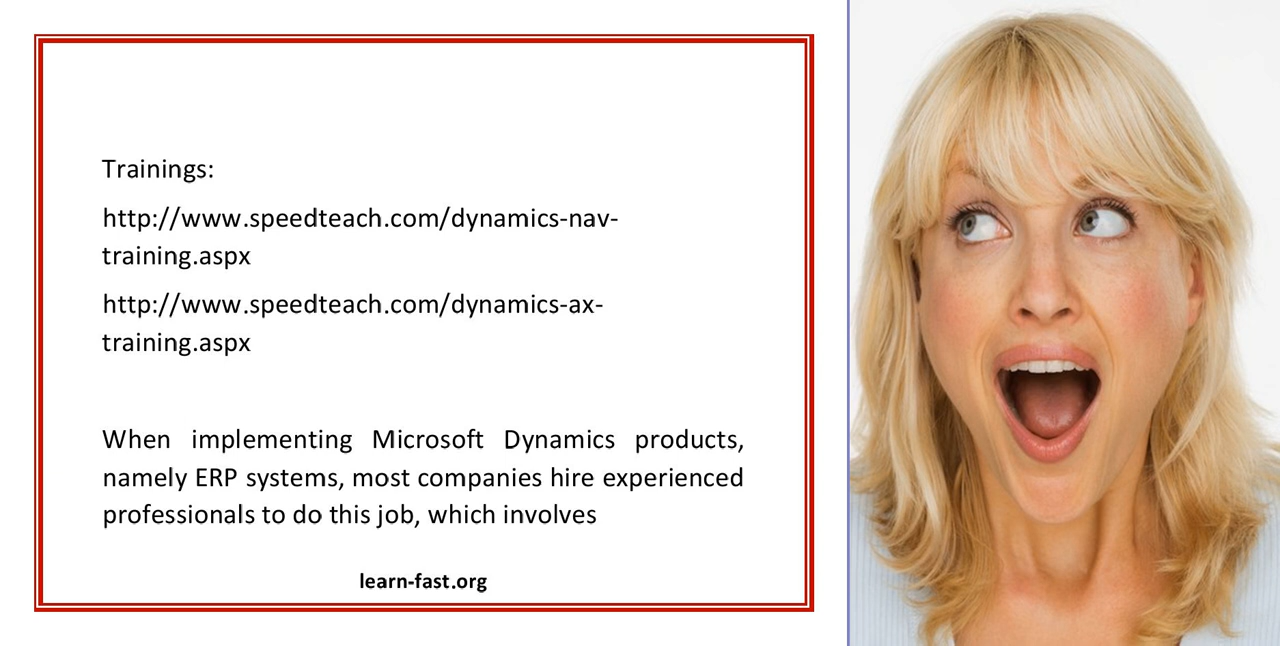 Trainings:
http://www.speedteach.com/dynamics-nav-
training.aspx
http://www.speedteach.com/dynamics-ax-
training.aspx
When implementing Microsoft Dynamics products,
namely ERP systems, most companies hire experienced
professionals to do this job, which involves
learn-fast.org